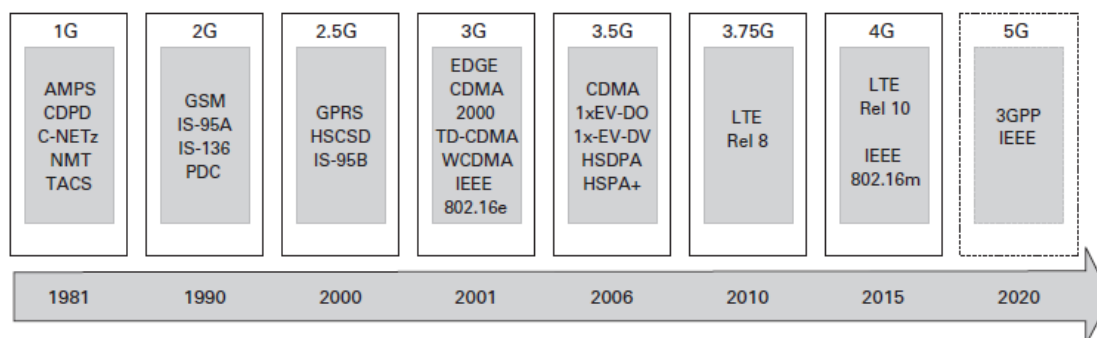 1G
AMPS
CDPD
C-NETz
NMT
TACS
2G
GSM
IS-95A
IS-136
PDC
2.5G
GPRS
HSCSD
IS-95B
3G
EDGE
CDMA
2000
TD-CDMA
WCDMA
IEEE
802.16e
3.5G
CDMA
1xEV-DO
1x-EV-DV
HSDPA
HSPA+
3.75G
LTE
Rel 8
4G
LTE
Rel 10
IEEE
802.16m
5G
3GPP
IEEE
1981
1990
2000
2001
2006
2010
2015
2020